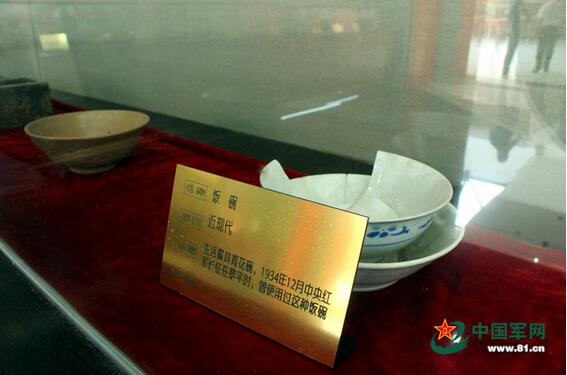 饭 碗
近现代
生活餐具青花碗，1934年12月中央红
军长征在黎平时，曾使用过这种饭碗
中国军网
www.81.cn